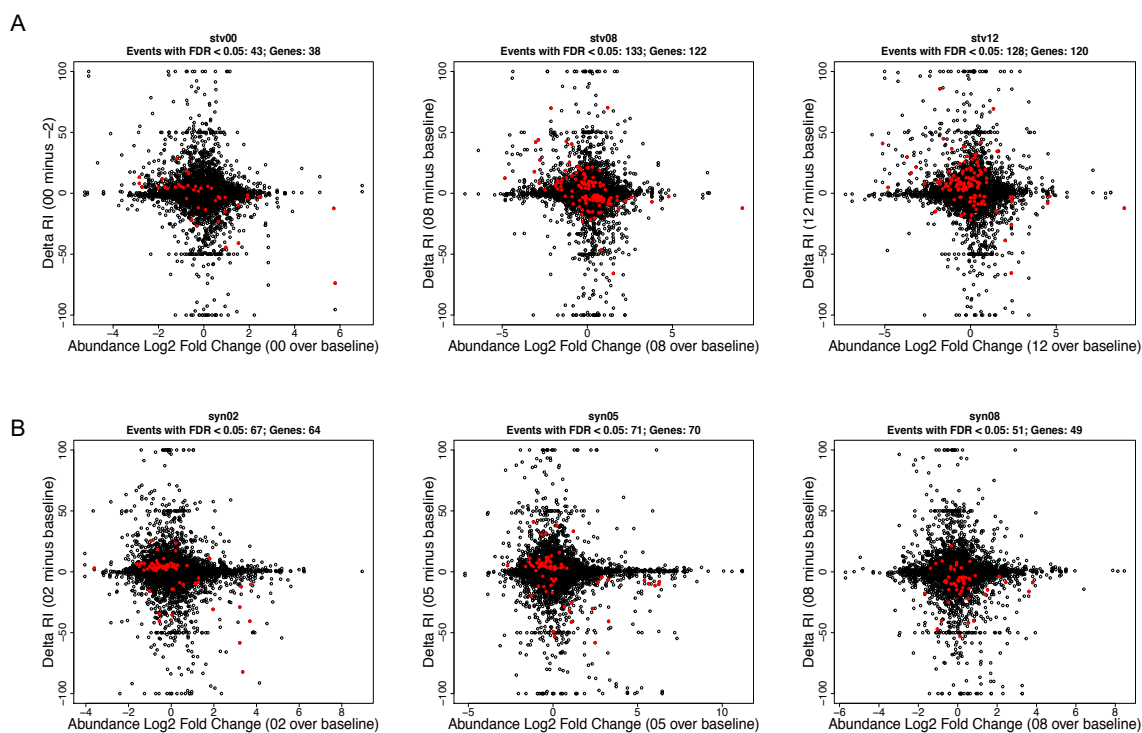 A
stv00
Events with FDR < 0.05: 43; Genes: 38
Delta RI (00 minus −2)
100
50
0
−50
−100
−4
−2
0
2
4
6
Abundance Log2 Fold Change (00 over baseline)
stv08
Events with FDR < 0.05: 133; Genes: 122
Delta RI (08 minus baseline)
100
50
0
−50
−100
−5
0
5
Abundance Log2 Fold Change (08 over baseline)
stv12
Events with FDR < 0.05: 128; Genes: 120
Delta RI (12 minus baseline)
100
50
0
−50
−100
−5
0
5
Abundance Log2 Fold Change (12 over baseline)
B
syn02
Events with FDR < 0.05: 67; Genes: 64
Delta RI (02 minus baseline)
100
50
0
−50
−100
−4
−2
0
2
4
6
8
Abundance Log2 Fold Change (02 over baseline)
syn05
Events with FDR < 0.05: 71; Genes: 70
Delta RI (05 minus baseline)
100
50
0
−50
−100
−5
0
5
10
Abundance Log2 Fold Change (05 over baseline)
syn08
Events with FDR < 0.05: 51; Genes: 49
Delta RI (08 minus baseline)
100
50
0
−50
−100
−6
−4
−2
0
2
4
6
8
Abundance Log2 Fold Change (08 over baseline)